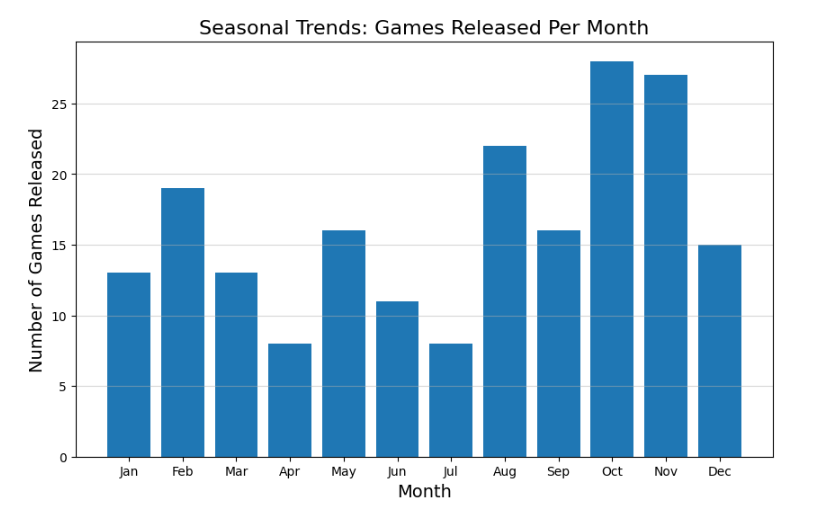 Seasonal Trends: Games Released Per Month
Number of Games Released
25
20
15
10
5
0
Jan Feb Mar Apr May Jun Jul Aug Sep Oct Nov Dec
Month